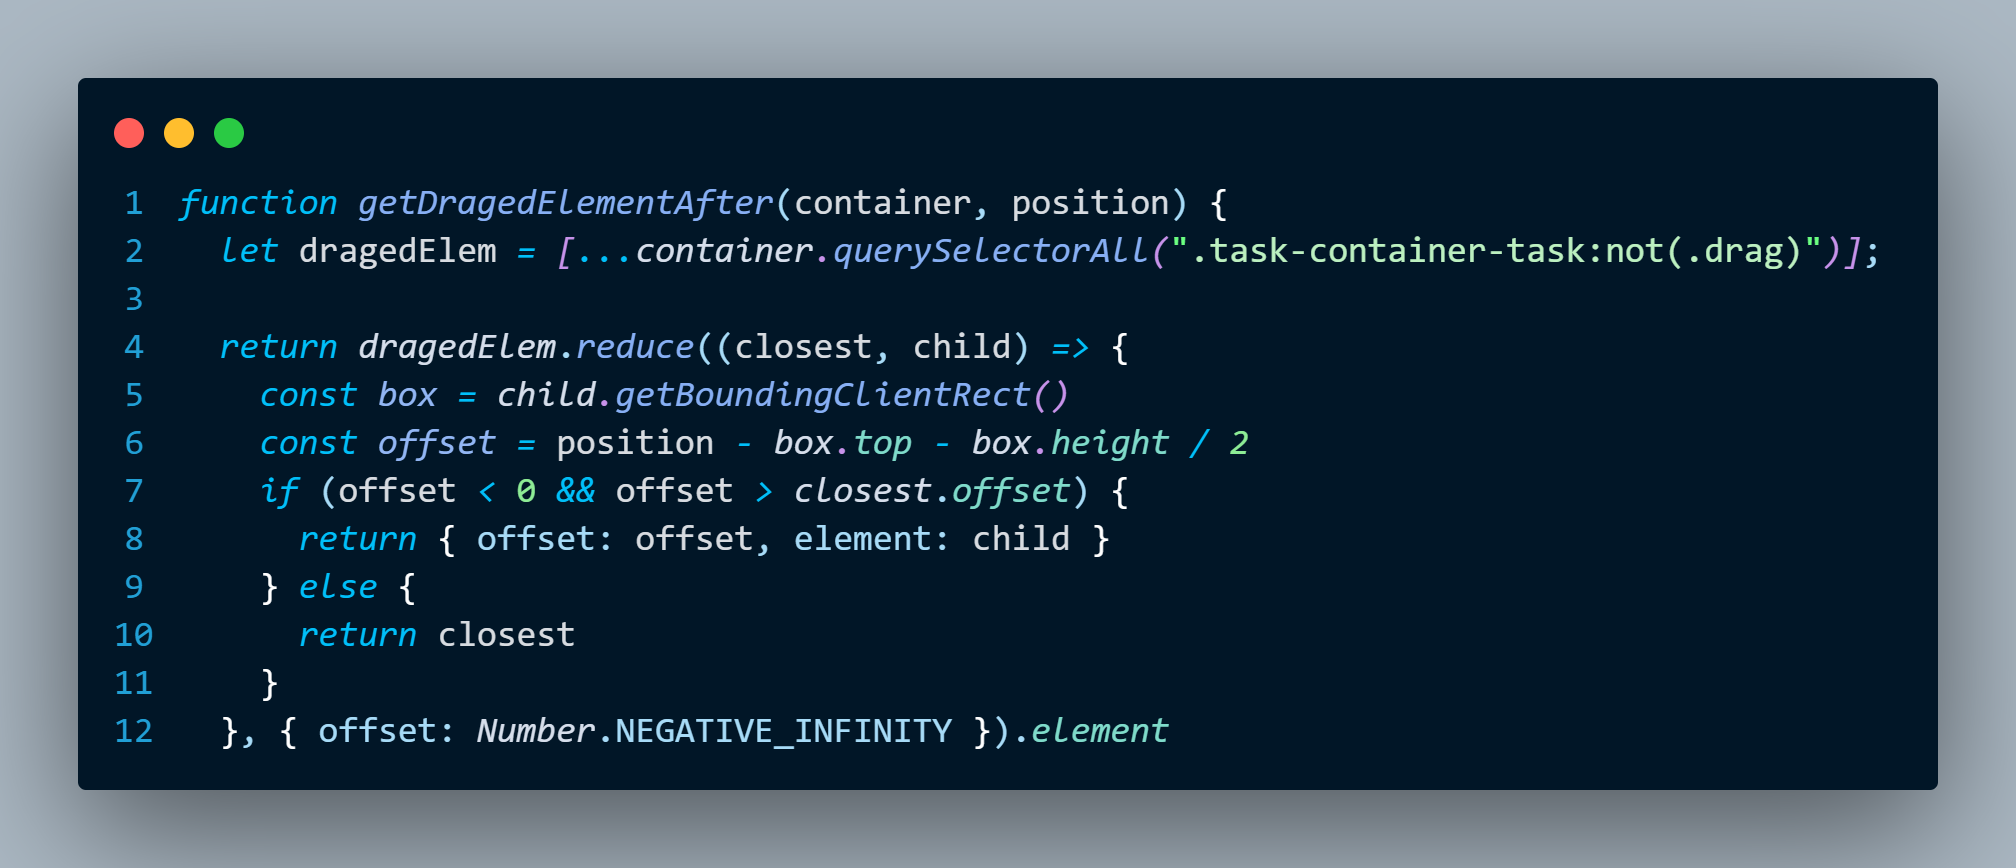 1 function getDragedElementAfter(container, position) {
2   let dragedElem = [...container.querySelectorAll(".task-container-task:not(.drag)")];
3
4   return dragedElem.reduce((closest, child) => {
5     const box = child.getBoundingClientRect()
6     const offset = position - box.top - box.height / 2
7     if (offset < 0 && offset > closest.offset) {
8       return { offset: offset, element: child }
9     } else {
10       return closest
11     }
12   }, { offset: Number.NEGATIVE_INFINITY }).element